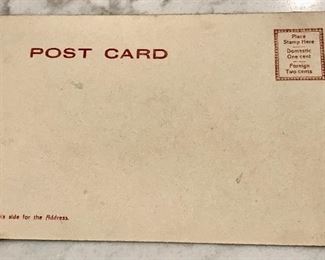 POST CARD
Place
Stamp Here
Domestic
One cent
Foreign
Two cents
side for the Address.